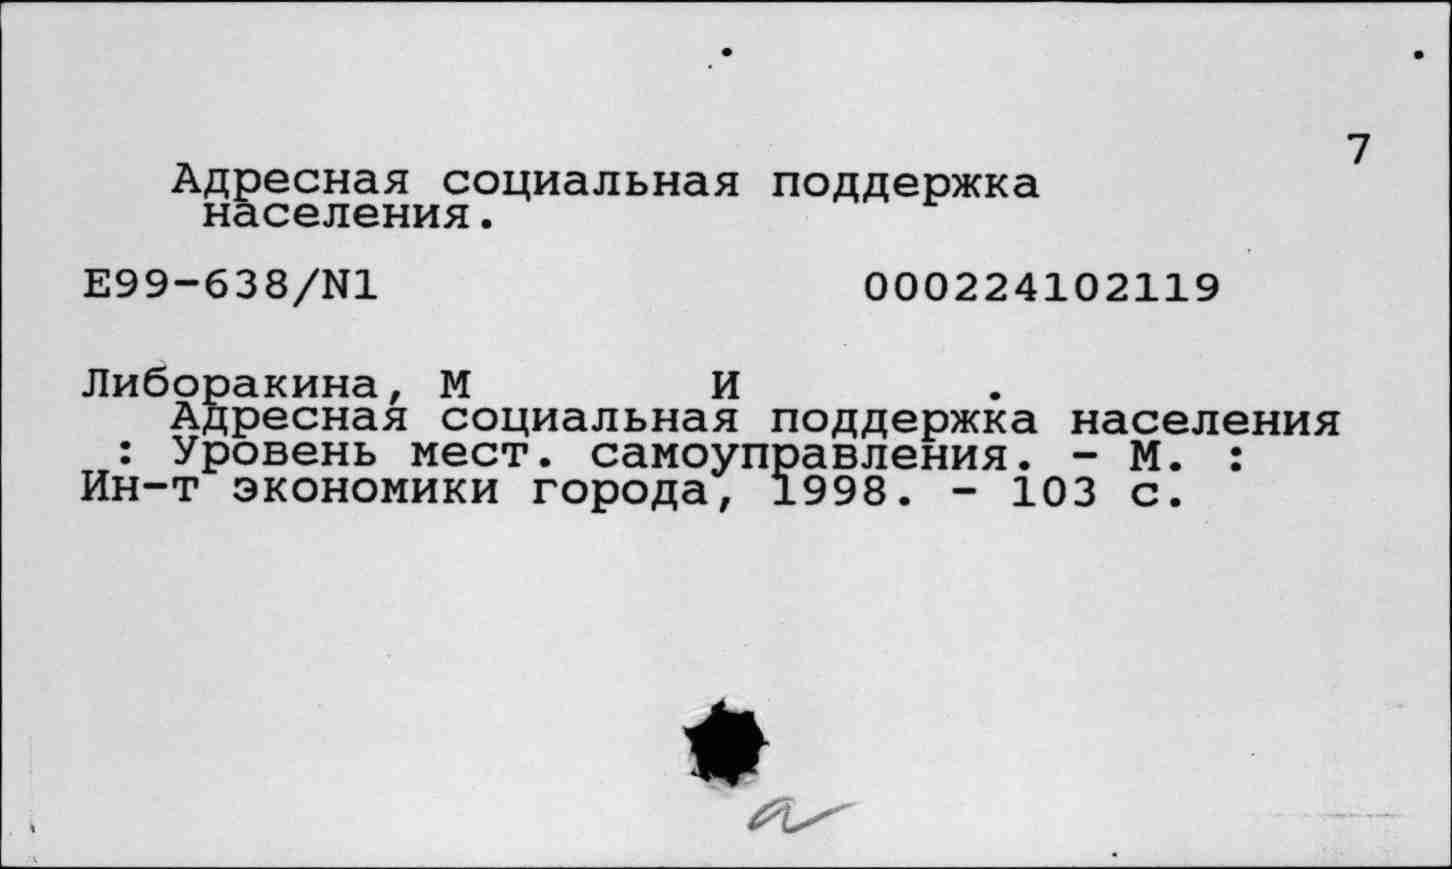 7
Адресная социальная поддержка
населения.
E99-638/N1 000224102119
Либоракина, М И .
Адресная социальная поддержка населения
: Уровень мест. самоуправления. - М. :
Ин-т экономики города, 1998. - 103 с.